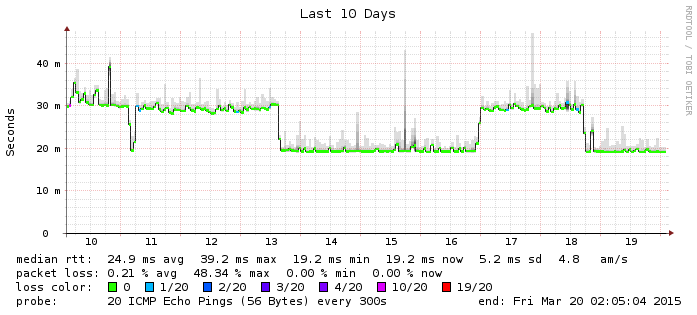 Last 10 Days
RRDTOOL / TOBI OETIKER
Seconds
40 m
30 m
20 m
10 m
0
10 11 12 13 14 15 16 17 18 19
median rtt: 24.9 ms avg 39.2 ms max 19.2 ms min 19.2 ms now 5.2 ms sd 4.8 am/s
packet loss: 0.21 % avg 48.34 % max 0.00 % min 0.00 % now
loss color: 0 1/20 2/20 3/20 4/20 10/20 19/20
probe: 20 ICMP Echo Pings (56 Bytes) every 300s end: Fri Mar 20 02:05:04 2015